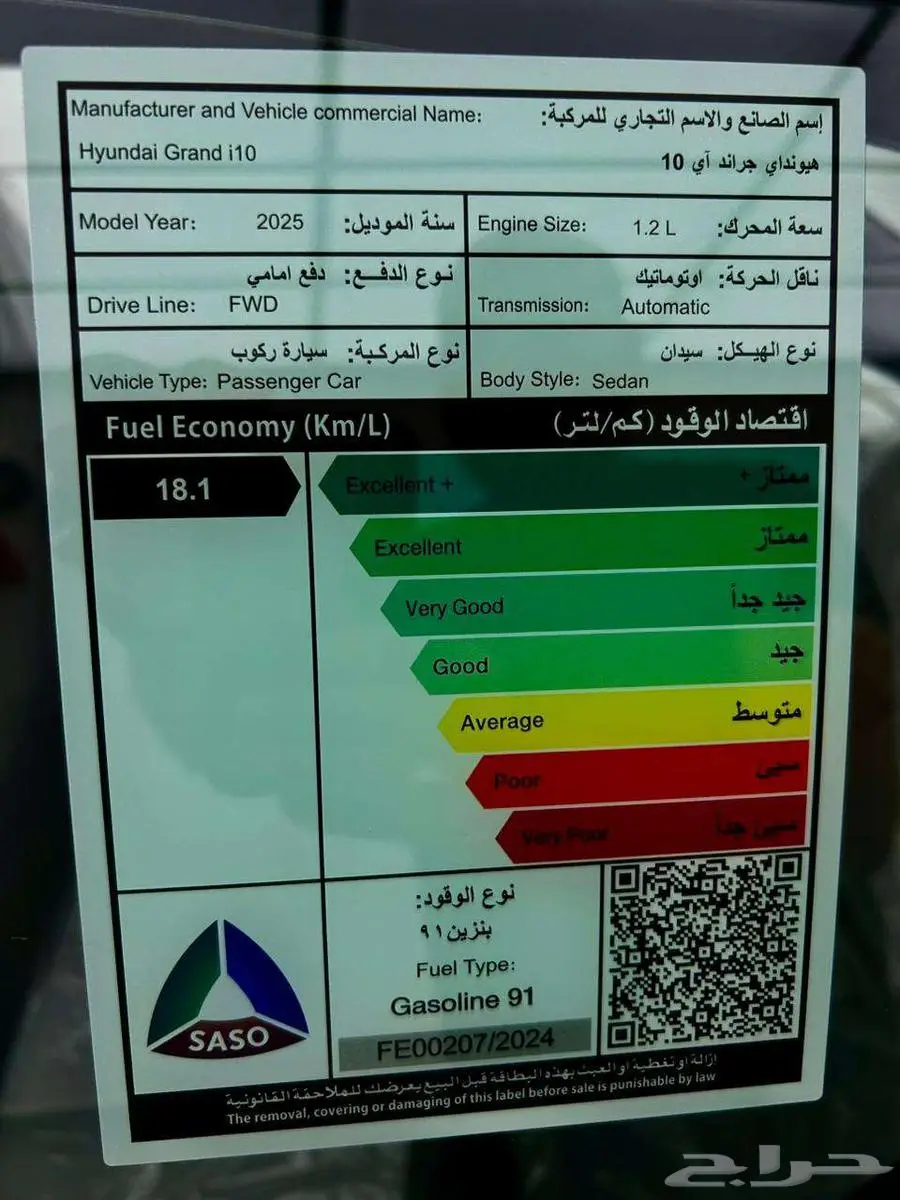 Manufacturer and Vehicle commercial Name: إسم الصانع والاسم التجاري للمركبة:
Hyundai Grand i10 هيونداي جراند آي 10
Model Year: 2025 سنة الموديل:
Engine Size: 1.2 L سعة المحرك:
نوع الدفع: دفع امامي
Drive Line: FWD
ناقل الحركة: اوتوماتيك
Transmission: Automatic
نوع المركبة: سيارة ركوب
Vehicle Type: Passenger Car
نوع الهيكل: سيدان
Body Style: Sedan
Fuel Economy (Km/L) اقتصاد الوقود (كم/لتر)
18.1
Excellent + ممتاز +
Excellent ممتاز
Very Good جيد جداً
Good جيد
Average متوسط
Poor سيئ
Very Poor سيئ جداً
SASO
نوع الوقود:
بنزين ٩١
Fuel Type:
Gasoline 91
FE00207/2024
إزالة او تغطية او العبث بهذه البطاقة قبل البيع يعرضك للملاحقة القانونية
The removal, covering or damaging of this label before sale is punishable by law
حراج